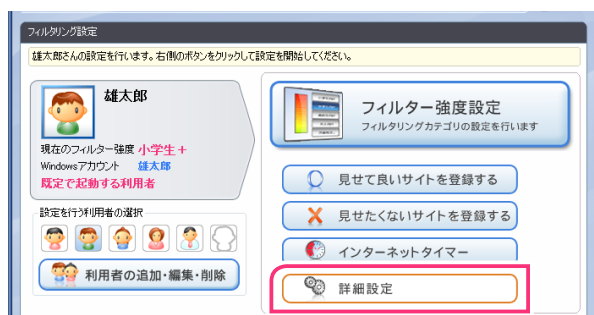 フィルタリング設定
雄太郎さんの設定を行います。右側のボタンをクリックして設定を開始してください。
雄太郎
現在のフィルター強度 小学生＋
Windowsアカウント 雄太郎
既定で起動する利用者
設定を行う利用者の選択
利用者の追加・編集・削除
フィルター強度設定
フィルタリングカテゴリの設定を行います
見せて良いサイトを登録する
見せたくないサイトを登録する
インターネットタイマー
詳細設定